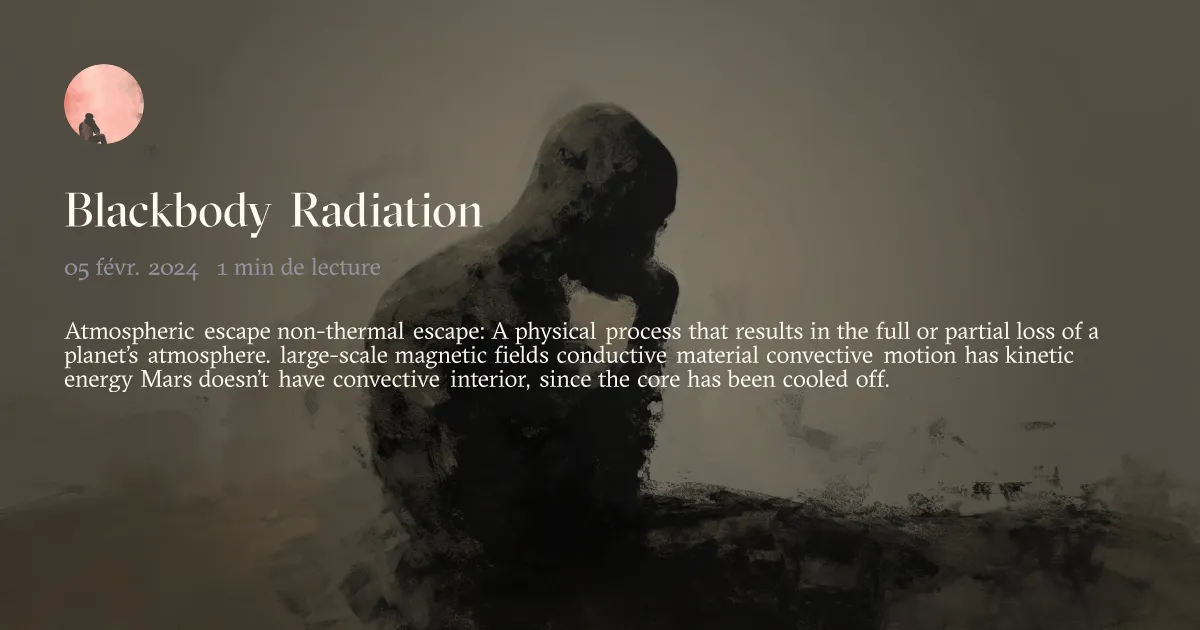 Blackbody Radiation
05 févr. 2024 1 min de lecture
Atmospheric escape non-thermal escape: A physical process that results in the full or partial loss of a
planet’s atmosphere. large-scale magnetic fields conductive material convective motion has kinetic
energy Mars doesn’t have convective interior, since the core has been cooled off.